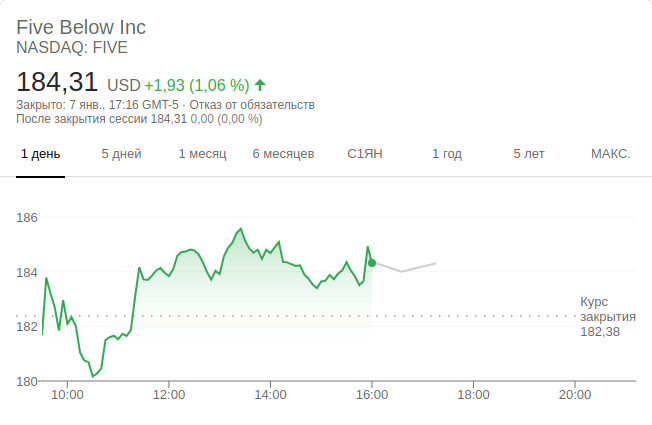 Five Below Inc
NASDAQ: FIVE
184,31 USD +1,93 (1,06 %)
Закрыто: 7 янв., 17:16 GMT-5 · Отказ от обязательств
После закрытия сессии 184,31 0,00 (0,00 %)
1 день 5 дней 1 месяц 6 месяцев С1ЯН 1 год 5 лет МАКС.
186
184
182
180
Курс
закрытия
182,38
10:00 12:00 14:00 16:00 18:00 20:00